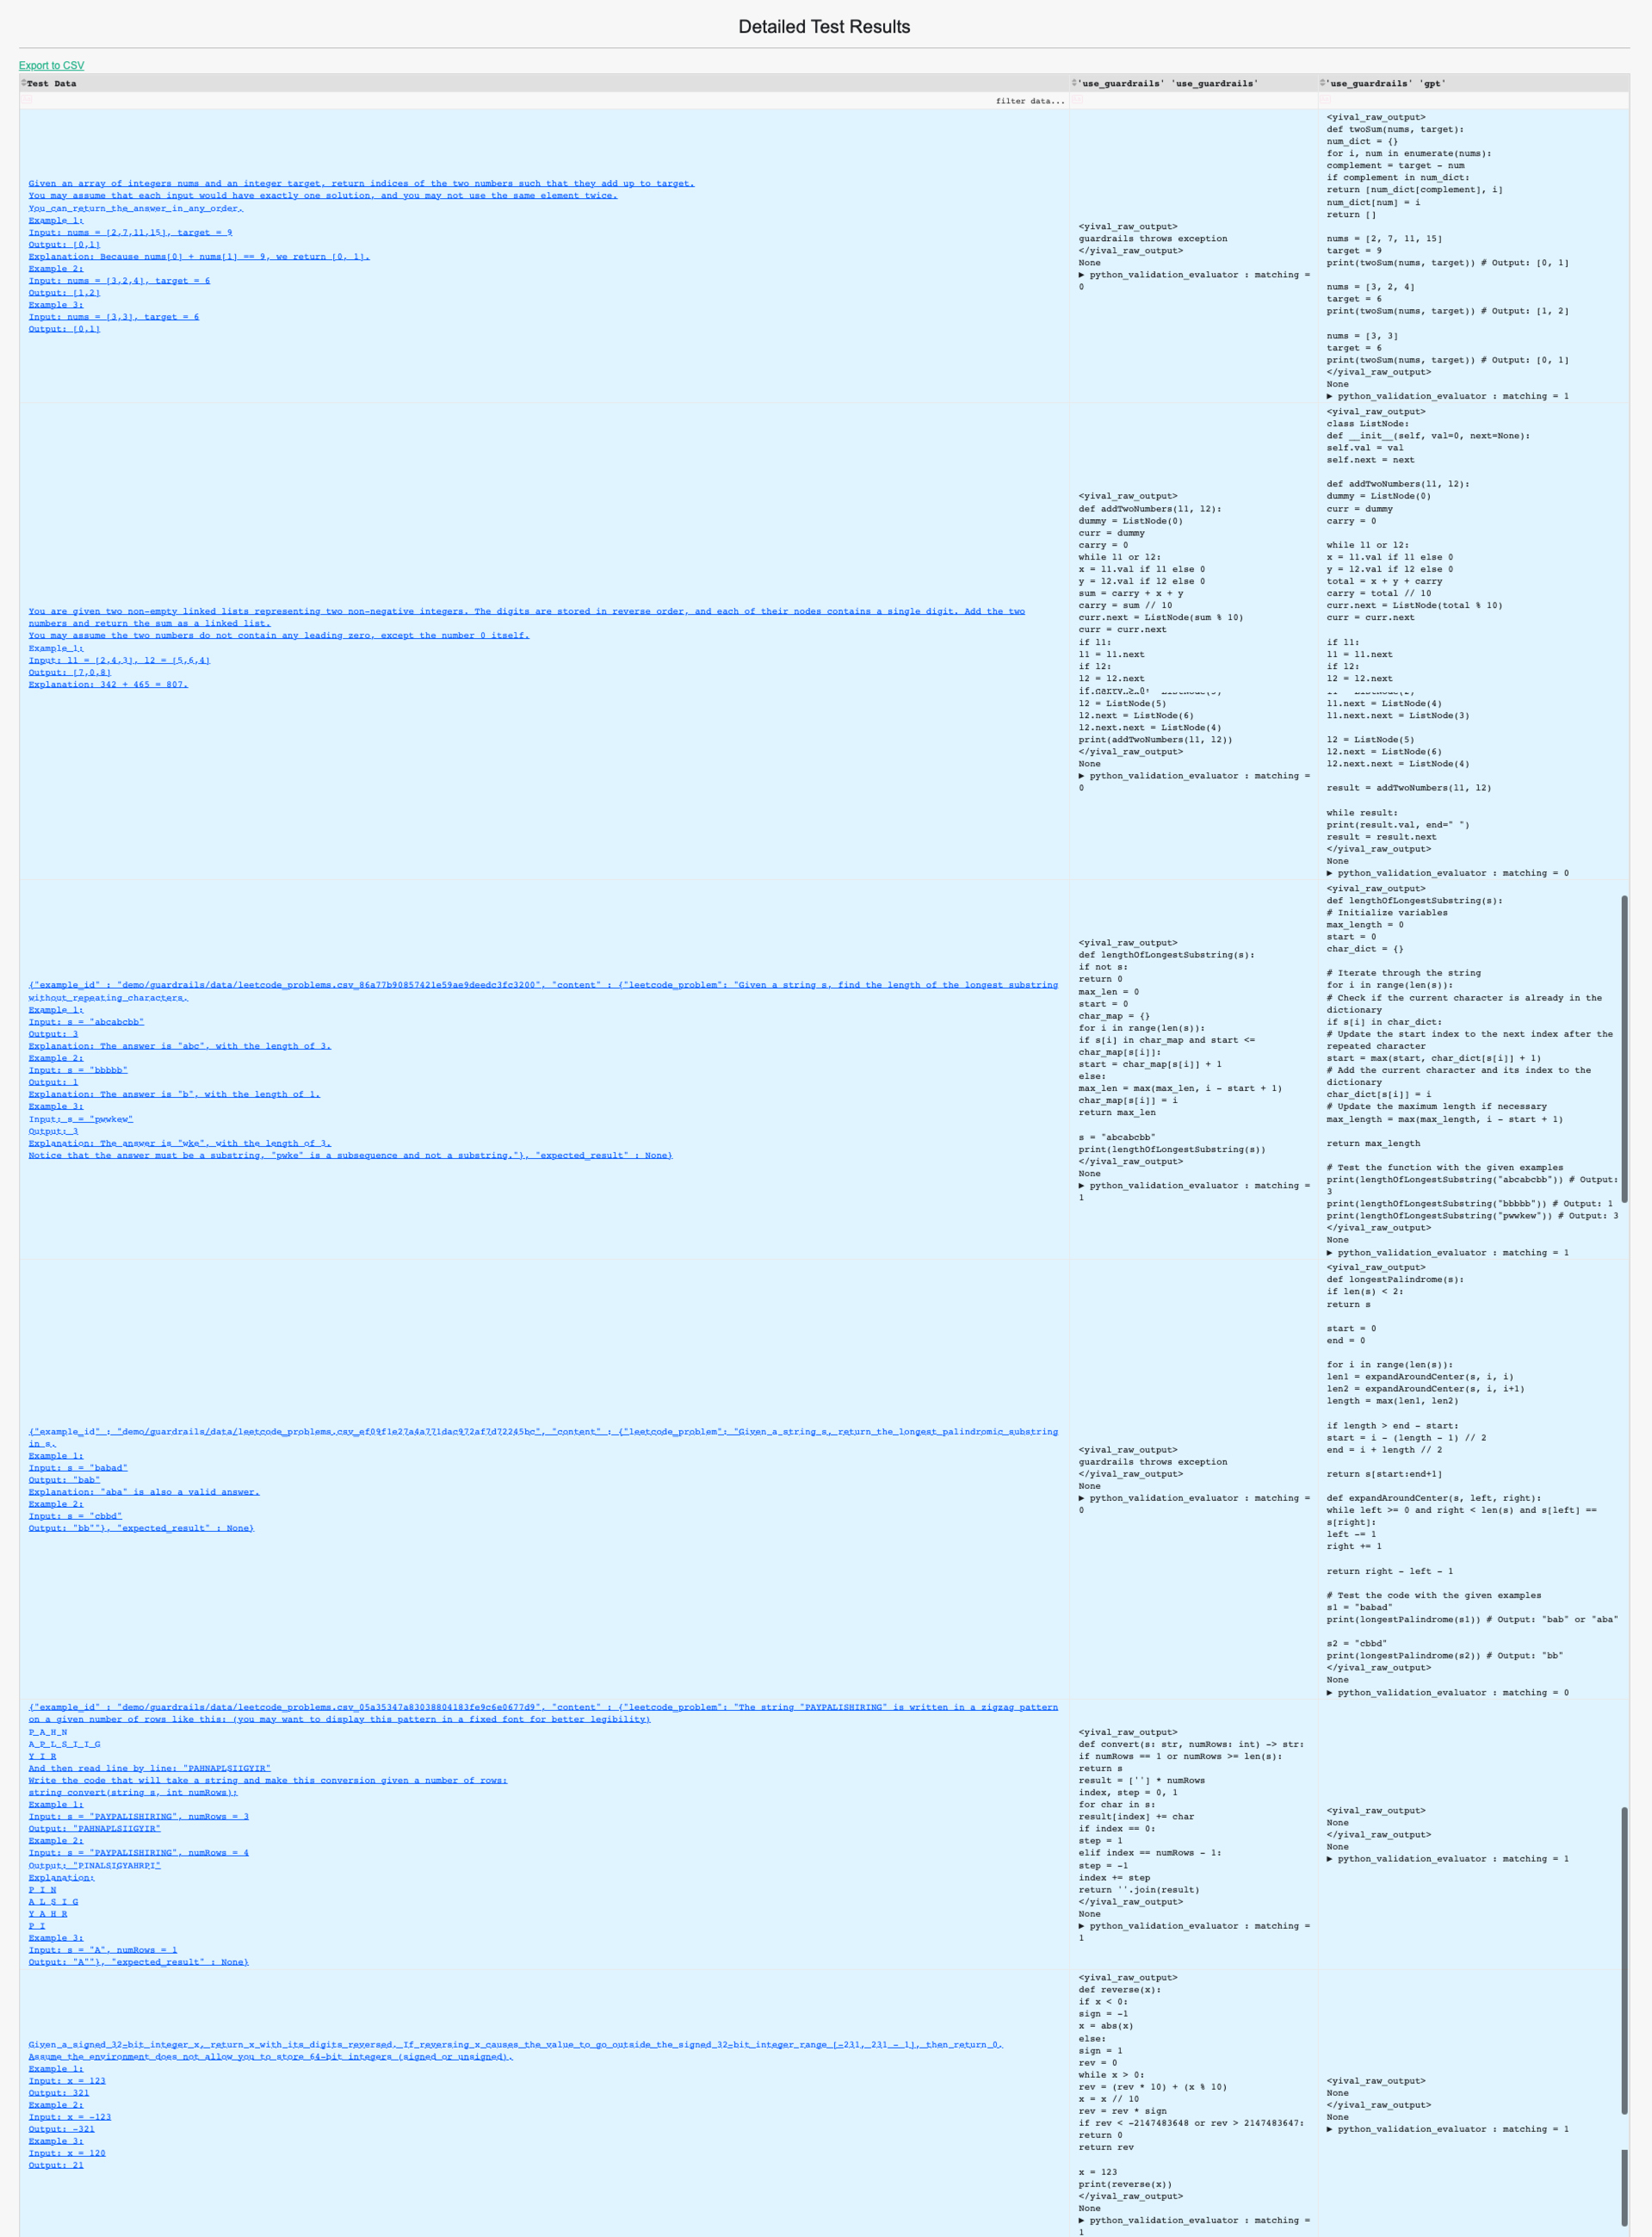 Detailed Test Results
Export to CSV
Test Data
'use_guardrails' 'use_guardrails'
'use_guardrails' 'gpt'
filter data...
Given an array of integers nums and an integer target, return indices of the two numbers such that they add up to target.
You may assume that each input would have exactly one solution, and you may not use the same element twice.
You can return the answer in any order.
Example 1:
Input: nums = [2,7,11,15], target = 9
Output: [0,1]
Explanation: Because nums[0] + nums[1] == 9, we return [0, 1].
Example 2:
Input: nums = [3,2,4], target = 6
Output: [1,2]
Example 3:
Input: nums = [3,3], target = 6
Output: [0,1]
<yival_raw_output>
guardrails throws exception
</yival_raw_output>
None
▶ python_validation_evaluator : matching =
0
<yival_raw_output>
def twoSum(nums, target):
num_dict = {}
for i, num in enumerate(nums):
complement = target - num
if complement in num_dict:
return [num_dict[complement], i]
num_dict[num] = i
return []
nums = [2, 7, 11, 15]
target = 9
print(twoSum(nums, target)) # Output: [0, 1]
nums = [3, 2, 4]
target = 6
print(twoSum(nums, target)) # Output: [1, 2]
nums = [3, 3]
target = 6
print(twoSum(nums, target)) # Output: [0, 1]
</yival_raw_output>
None
▶ python_validation_evaluator : matching = 1
You are given two non-empty linked lists representing two non-negative integers. The digits are stored in reverse order, and each of their nodes contains a single digit. Add the two
numbers and return the sum as a linked list.
You may assume the two numbers do not contain any leading zero, except the number 0 itself.
Example 1:
Input: l1 = [2,4,3], l2 = [5,6,4]
Output: [7,0,8]
Explanation: 342 + 465 = 807.
<yival_raw_output>
def addTwoNumbers(l1, l2):
dummy = ListNode(0)
curr = dummy
carry = 0
while l1 or l2:
x = l1.val if l1 else 0
y = l2.val if l2 else 0
sum = carry + x + y
carry = sum // 10
curr.next = ListNode(sum % 10)
curr = curr.next
if l1:
l1 = l1.next
if l2:
l2 = l2.next
l2 = ListNode(5)
l2.next = ListNode(6)
l2.next.next = ListNode(4)
print(addTwoNumbers(l1, l2))
</yival_raw_output>
None
▶ python_validation_evaluator : matching =
0
<yival_raw_output>
class ListNode:
def __init__(self, val=0, next=None):
self.val = val
self.next = next
def addTwoNumbers(l1, l2):
dummy = ListNode(0)
curr = dummy
carry = 0
while l1 or l2:
x = l1.val if l1 else 0
y = l2.val if l2 else 0
total = x + y + carry
carry = total // 10
curr.next = ListNode(total % 10)
curr = curr.next
if l1:
l1 = l1.next
if l2:
l2 = l2.next
l1.next = ListNode(4)
l1.next.next = ListNode(3)
l2 = ListNode(5)
l2.next = ListNode(6)
l2.next.next = ListNode(4)
result = addTwoNumbers(l1, l2)
while result:
print(result.val, end=" ")
result = result.next
</yival_raw_output>
None
▶ python_validation_evaluator : matching = 0
{"example_id" : "demo/guardrails/data/leetcode_problems.csv_86a77b90857421e59ae9deedc3fc3200", "content" : {"leetcode_problem": "Given a string s, find the length of the longest substring
without repeating characters.
Example 1:
Input: s = "abcabcbb"
Output: 3
Explanation: The answer is "abc", with the length of 3.
Example 2:
Input: s = "bbbbb"
Output: 1
Explanation: The answer is "b", with the length of 1.
Example 3:
Input: s = "pwwkew"
Output: 3
Explanation: The answer is "wke", with the length of 3.
Notice that the answer must be a substring, "pwke" is a subsequence and not a substring."}, "expected_result" : None}
<yival_raw_output>
def lengthOfLongestSubstring(s):
if not s:
return 0
max_len = 0
start = 0
char_map = {}
for i in range(len(s)):
if s[i] in char_map and start <=
char_map[s[i]]:
start = char_map[s[i]] + 1
else:
max_len = max(max_len, i - start + 1)
char_map[s[i]] = i
return max_len
s = "abcabcbb"
print(lengthOfLongestSubstring(s))
</yival_raw_output>
None
▶ python_validation_evaluator : matching =
1
<yival_raw_output>
def lengthOfLongestSubstring(s):
# Initialize variables
max_length = 0
start = 0
char_dict = {}
# Iterate through the string
for i in range(len(s)):
# Check if the current character is already in the
dictionary
if s[i] in char_dict:
# Update the start index to the next index after the
repeated character
start = max(start, char_dict[s[i]] + 1)
# Add the current character and its index to the
dictionary
char_dict[s[i]] = i
# Update the maximum length if necessary
max_length = max(max_length, i - start + 1)
return max_length
# Test the function with the given examples
print(lengthOfLongestSubstring("abcabcbb")) # Output:
3
print(lengthOfLongestSubstring("bbbbb")) # Output: 1
print(lengthOfLongestSubstring("pwwkew")) # Output: 3
</yival_raw_output>
None
▶ python_validation_evaluator : matching = 1
{"example_id" : "demo/guardrails/data/leetcode_problems.csv_ef09f1e27a4a771dac972af7d72245bc", "content" : {"leetcode_problem": "Given a string s, return the longest palindromic substring
in s.
Example 1:
Input: s = "babad"
Output: "bab"
Explanation: "aba" is also a valid answer.
Example 2:
Input: s = "cbbd"
Output: "bb""}, "expected_result" : None}
<yival_raw_output>
guardrails throws exception
</yival_raw_output>
None
▶ python_validation_evaluator : matching =
0
<yival_raw_output>
def longestPalindrome(s):
if len(s) < 2:
return s
start = 0
end = 0
for i in range(len(s)):
len1 = expandAroundCenter(s, i, i)
len2 = expandAroundCenter(s, i, i+1)
length = max(len1, len2)
if length > end - start:
start = i - (length - 1) // 2
end = i + length // 2
return s[start:end+1]
def expandAroundCenter(s, left, right):
while left >= 0 and right < len(s) and s[left] ==
s[right]:
left -= 1
right += 1
return right - left - 1
# Test the code with the given examples
s1 = "babad"
print(longestPalindrome(s1)) # Output: "bab" or "aba"
s2 = "cbbd"
print(longestPalindrome(s2)) # Output: "bb"
</yival_raw_output>
None
▶ python_validation_evaluator : matching = 0
{"example_id" : "demo/guardrails/data/leetcode_problems.csv_05a35347a83038804183fe9c6e0677d9", "content" : {"leetcode_problem": "The string "PAYPALISHIRING" is written in a zigzag pattern
on a given number of rows like this: (you may want to display this pattern in a fixed font for better legibility)
P A H N
A P L S I I G
Y I R
And then read line by line: "PAHNAPLSIIGYIR"
Write the code that will take a string and make this conversion given a number of rows:
string convert(string s, int numRows);
Example 1:
Input: s = "PAYPALISHIRING", numRows = 3
Output: "PAHNAPLSIIGYIR"
Example 2:
Input: s = "PAYPALISHIRING", numRows = 4
Output: "PINALSIGYAHRPI"
Explanation:
P I N
A L S I G
Y A H R
P I
Example 3:
Input: s = "A", numRows = 1
Output: "A""}, "expected_result" : None}
<yival_raw_output>
def convert(s: str, numRows: int) -> str:
if numRows == 1 or numRows >= len(s):
return s
result = [''] * numRows
index, step = 0, 1
for char in s:
result[index] += char
if index == 0:
step = 1
elif index == numRows - 1:
step = -1
index += step
return ''.join(result)
</yival_raw_output>
None
▶ python_validation_evaluator : matching =
1
<yival_raw_output>
None
</yival_raw_output>
None
▶ python_validation_evaluator : matching = 1
Given a signed 32-bit integer x, return x with its digits reversed. If reversing x causes the value to go outside the signed 32-bit integer range [-231, 231 - 1], then return 0.
Assume the environment does not allow you to store 64-bit integers (signed or unsigned).
Example 1:
Input: x = 123
Output: 321
Example 2:
Input: x = -123
Output: -321
Example 3:
Input: x = 120
Output: 21
<yival_raw_output>
def reverse(x):
if x < 0:
sign = -1
x = abs(x)
else:
sign = 1
rev = 0
while x > 0:
rev = (rev * 10) + (x % 10)
x = x // 10
rev = rev * sign
if rev < -2147483648 or rev > 2147483647:
return 0
return rev
x = 123
print(reverse(x))
</yival_raw_output>
None
▶ python_validation_evaluator : matching =
1
<yival_raw_output>
None
</yival_raw_output>
None
▶ python_validation_evaluator : matching = 1